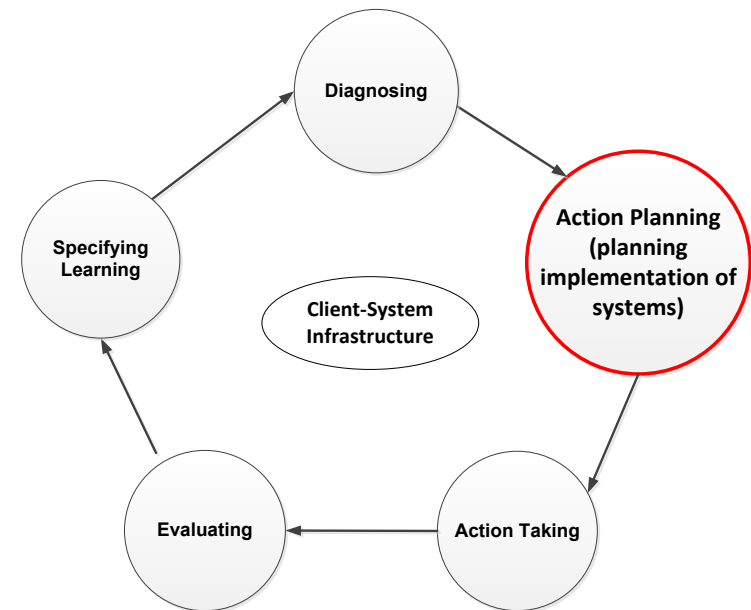 Diagnosing
Action Planning
(planning
implementation of
systems)
Specifying
Learning
Client-System
Infrastructure
Evaluating
Action Taking